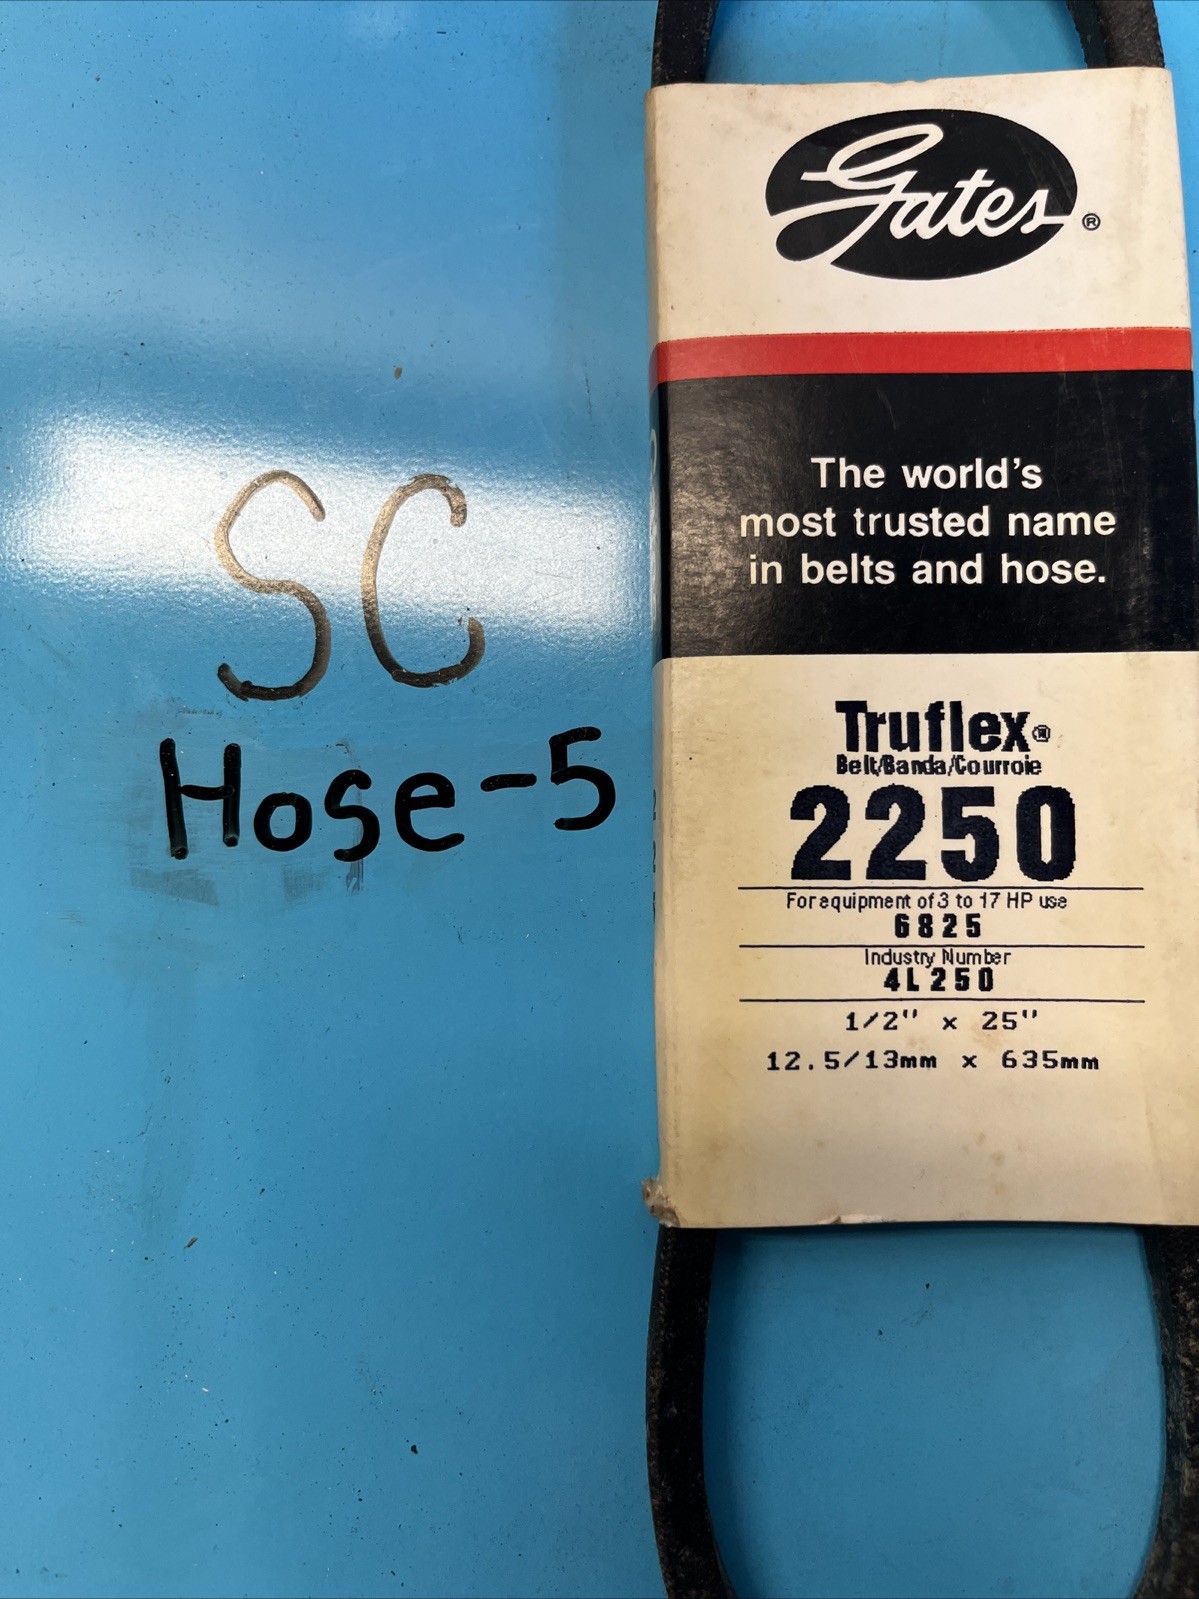 SC
Hose-5
Gates®
The world's
most trusted name
in belts and hose.
Truflex®
Belt/Banda/Courroie
2250
For equipment of 3 to 17 HP use
6825
Industry Number
4L250
1/2" x 25"
12.5/13mm x 635mm